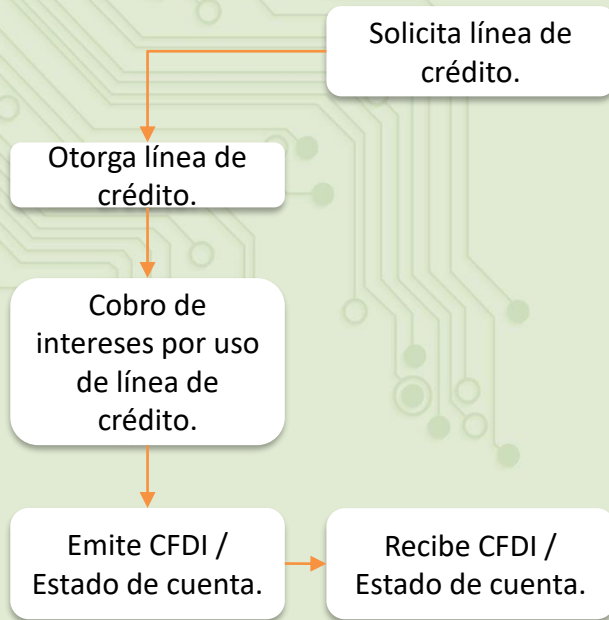 Solicita línea de
crédito.
Otorga línea de
crédito.
Cobro de
intereses por uso
de línea de
crédito.
Emite CFDI /
Estado de cuenta.
Recibe CFDI /
Estado de cuenta.